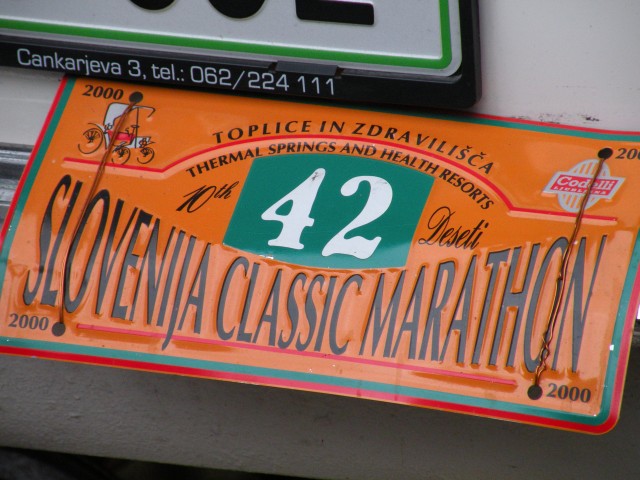 Cankarjeva 3, tel.: 062/224 111
2000
TOPLICE IN ZDRAVILIŠČA
THERMAL SPRINGS AND HEALTH RESORTS
10th
42
Deseti
Codelli
SLOVENIJA CLASSIC MARATHON
2000
2000